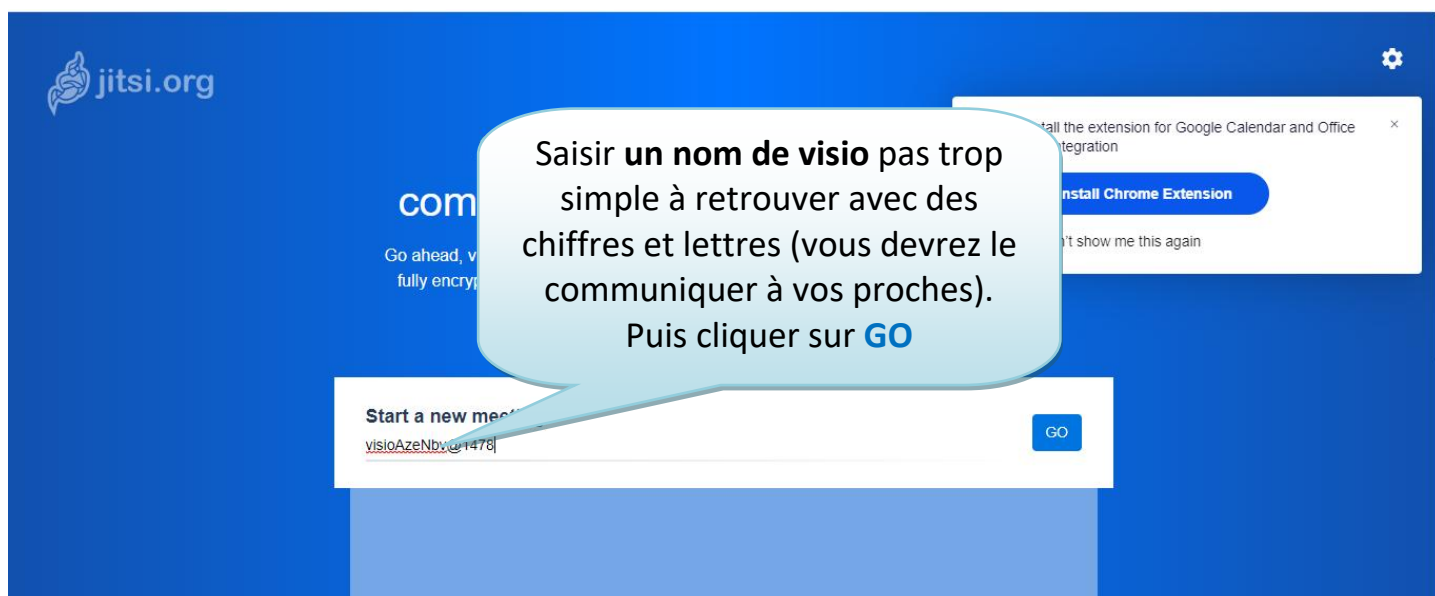 jitsi.org
tall the extension for Google Calendar and Office
tegration
nstall Chrome Extension
't show me this again
Saisir un nom de visio pas trop
simple à retrouver avec des
chiffres et lettres (vous devrez le
communiquer à vos proches).
Puis cliquer sur GO
com
Go ahead, v
fully encryp
Start a new
visioAzeNbv@1478
GO